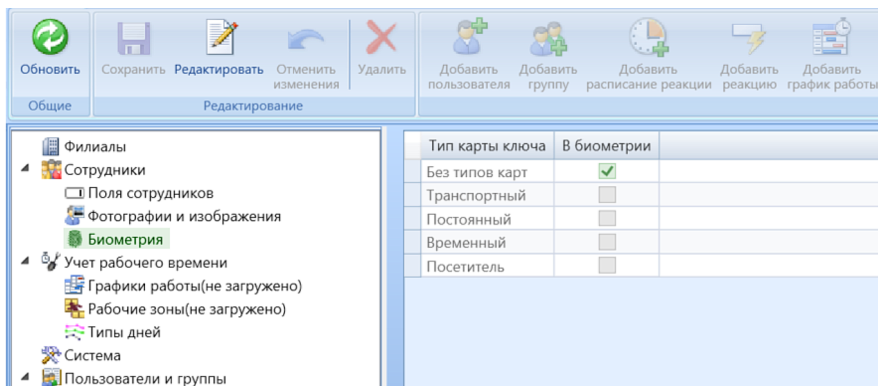 Обновить
Сохранить Редактировать Отменить изменения Удалить
Добавить пользователя Добавить группу Добавить расписание реакции Добавить реакцию Добавить график работы
Общие
Редактирование
Филиалы
Сотрудники
Поля сотрудников
Фотографии и изображения
Биометрия
Учет рабочего времени
Графики работы(не загружено)
Рабочие зоны(не загружено)
Типы дней
Система
Пользователи и группы
Тип карты ключа В биометрии
Без типов карт
Транспортный
Постоянный
Временный
Посетитель